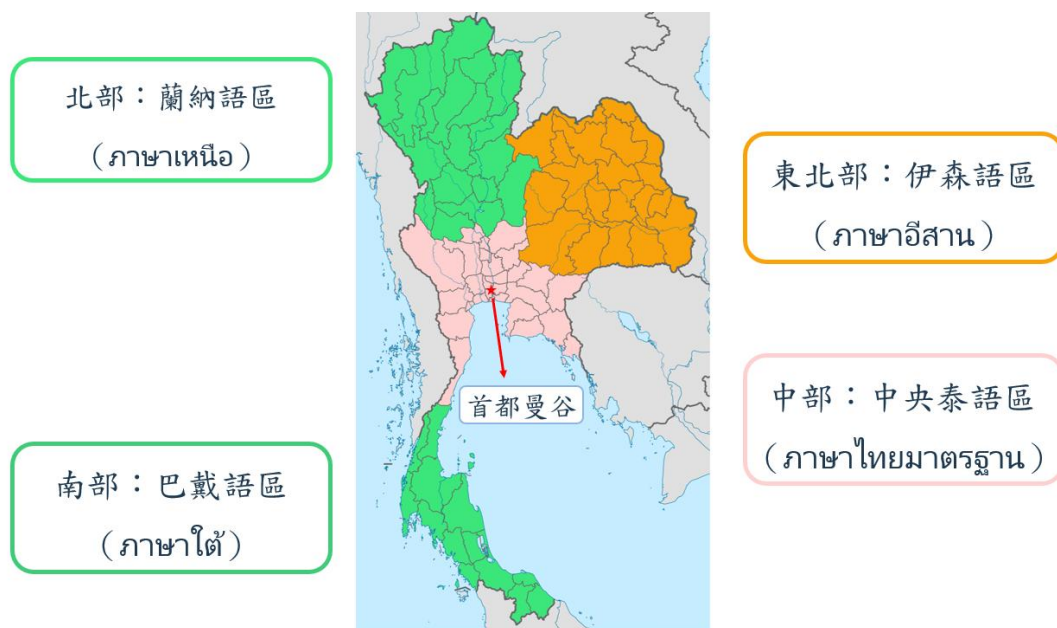 北部：蘭納語區
（ภาษาเหนือ）
東北部：伊森語區
（ภาษาอีสาน）
中部：中央泰語區
（ภาษาไทยมาตรฐาน）
首都曼谷
南部：巴戴語區
（ภาษาใต้）